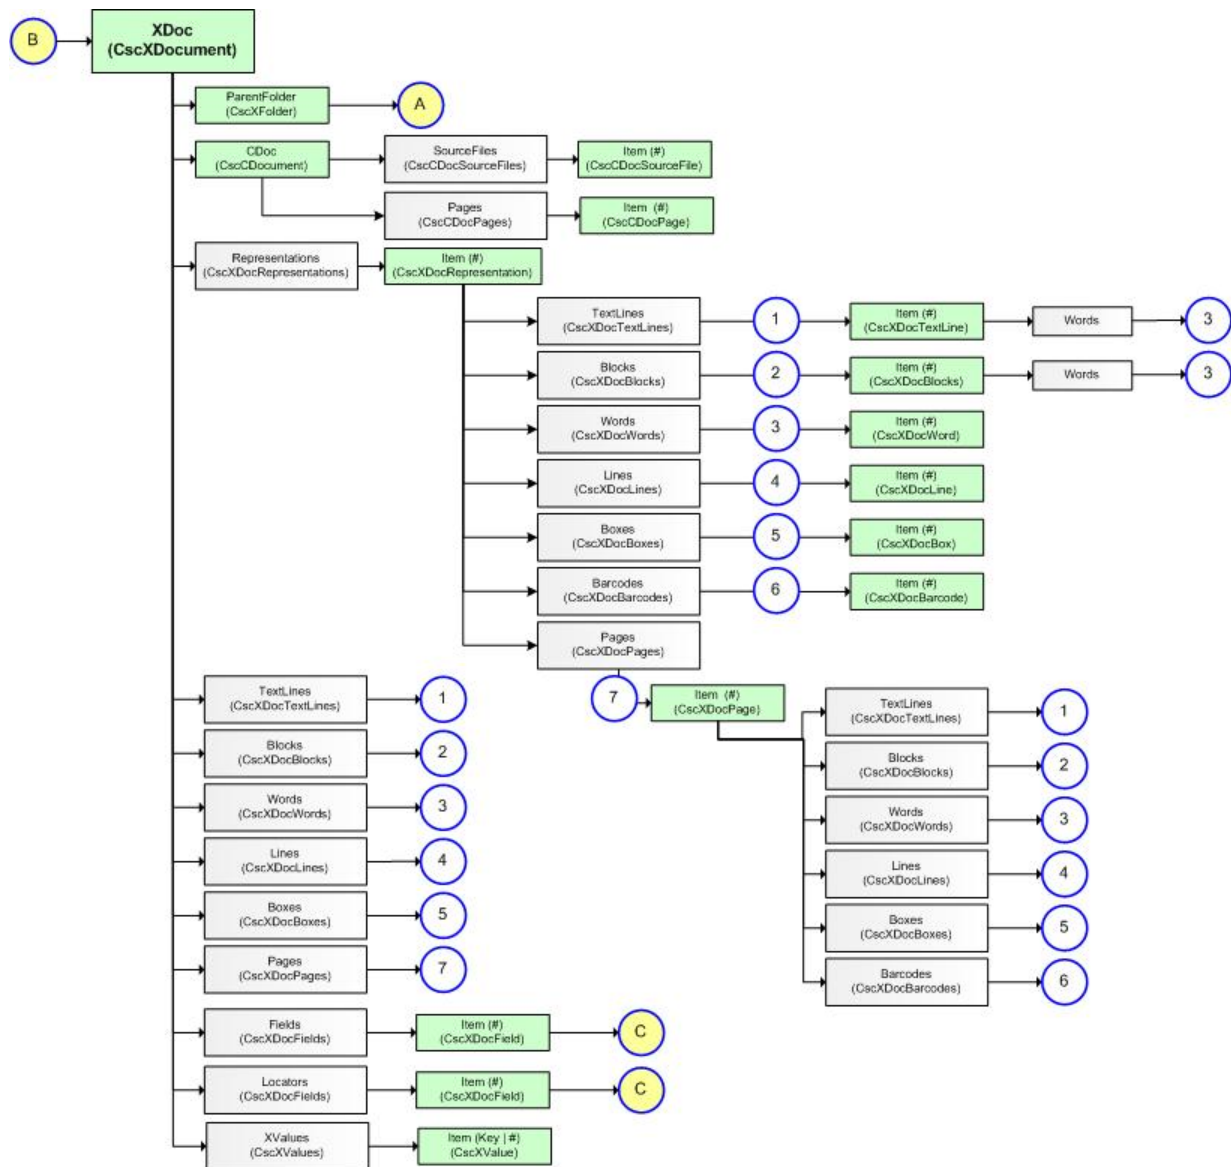 B
XDoc
(CscXDocument)
ParentFolder
(CscXFolder)
A
CDoc
(CscCDocument)
SourceFiles
(CscCDocSourceFiles)
Item (#)
(CscCDocSourceFile)
Pages
(CscCDocPages)
Item (#)
(CscCDocPage)
Representations
(CscXDocRepresentations)
Item (#)
(CscXDocRepresentation)
TextLines
(CscXDocTextLines)
1
Item (#)
(CscXDocTextLine)
Words
3
Blocks
(CscXDocBlocks)
2
Item (#)
(CscXDocBlocks)
Words
3
Words
(CscXDocWords)
3
Item (#)
(CscXDocWord)
Lines
(CscXDocLines)
4
Item (#)
(CscXDocLine)
Boxes
(CscXDocBoxes)
5
Item (#)
(CscXDocBox)
Barcodes
(CscXDocBarcodes)
6
Item (#)
(CscXDocBarcode)
Pages
(CscXDocPages)
7
Item (#)
(CscXDocPage)
TextLines
(CscXDocTextLines)
1
Blocks
(CscXDocBlocks)
2
Words
(CscXDocWords)
3
Lines
(CscXDocLines)
4
Boxes
(CscXDocBoxes)
5
Barcodes
(CscXDocBarcodes)
6
TextLines
(CscXDocTextLines)
1
Blocks
(CscXDocBlocks)
2
Words
(CscXDocWords)
3
Lines
(CscXDocLines)
4
Boxes
(CscXDocBoxes)
5
Pages
(CscXDocPages)
7
Fields
(CscXDocFields)
Item (#)
(CscXDocField)
C
Locators
(CscXDocFields)
Item (#)
(CscXDocField)
C
XValues
(CscXValues)
Item (Key | #)
(CscXValue)